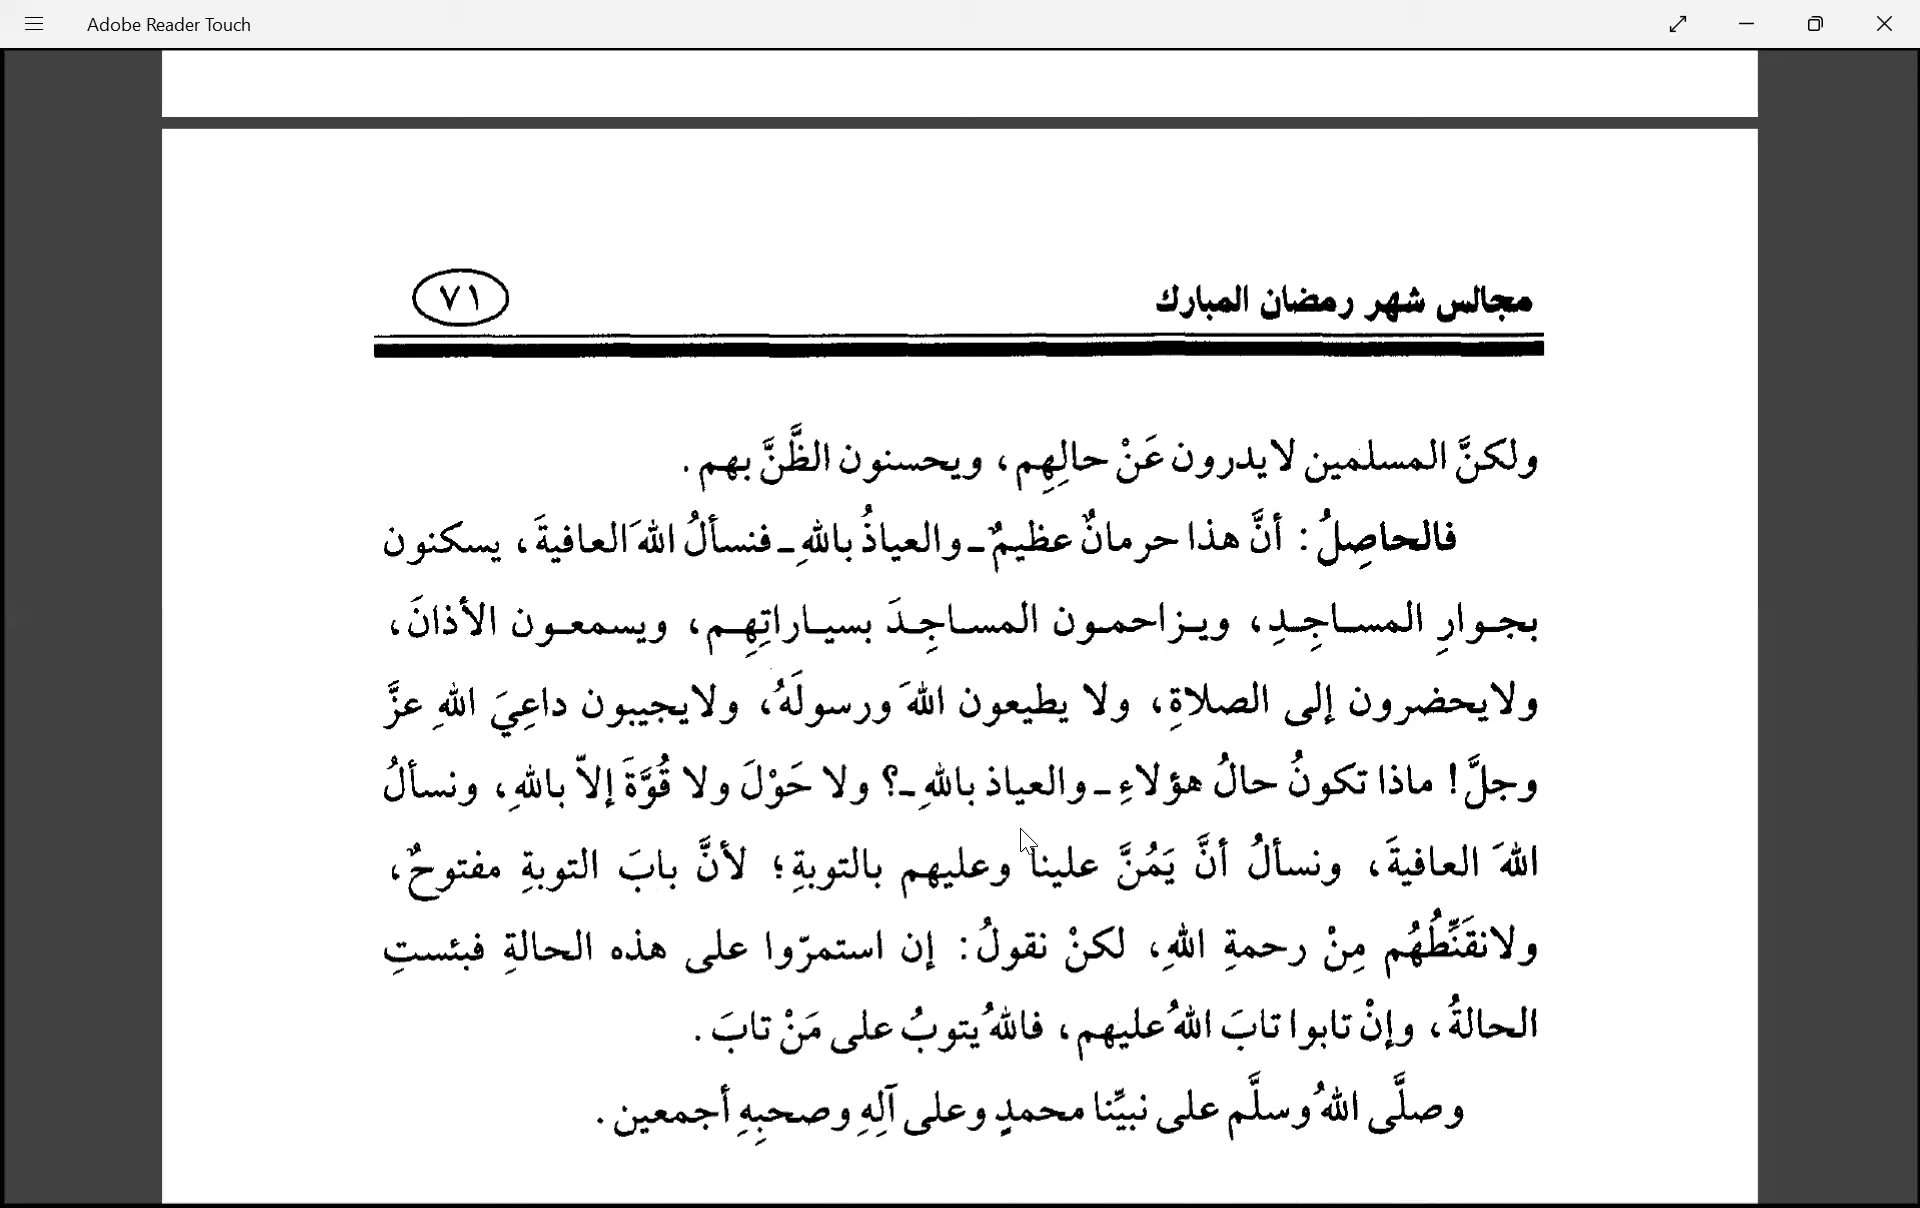 Adobe Reader Touch
مجالس شهر رمضان المبارك
٧١
ولكنَّ المسلمين لايدرون عَنْ حالِهِم، ويحسنون الظَّنَّ بهم.
فالحاصِلُ: أنَّ هذا حرمانٌ عظيمٌ ـ والعياذُ باللهِ ـ فنسألُ اللهَ العافيةَ، يسكنون
بجوارِ المساجِدِ، ويزاحمون المساجِدَ بسياراتِهِم، ويسمعون الأذانَ،
ولايحضرون إلى الصلاةِ، ولا يطيعون اللهَ ورسولَهُ، ولايجيبون داعِيَ اللهِ عزَّ
وجلَّ! ماذا تكونُ حالُ هؤلاءِ ـ والعياذ باللهِ ـ؟ ولا حَوْلَ ولا قُوَّةَ إلاّ باللهِ، ونسألُ
اللهَ العافيةَ، ونسألُ أنَّ يَمُنَّ علينا وعليهم بالتوبةِ؛ لأنَّ بابَ التوبةِ مفتوحٌ،
ولانقَنِّطُهُم مِنْ رحمةِ اللهِ، لكنْ نقولُ: إن استمرّوا على هذه الحالةِ فبئستِ
الحالةُ، وإنْ تابوا تابَ اللهُ عليهم، فاللهُ يتوبُ على مَنْ تابَ.
وصلَّى اللهُ وسلَّم على نبيِّنا محمدٍ وعلى آلِهِ وصحبِهِ أجمعين.